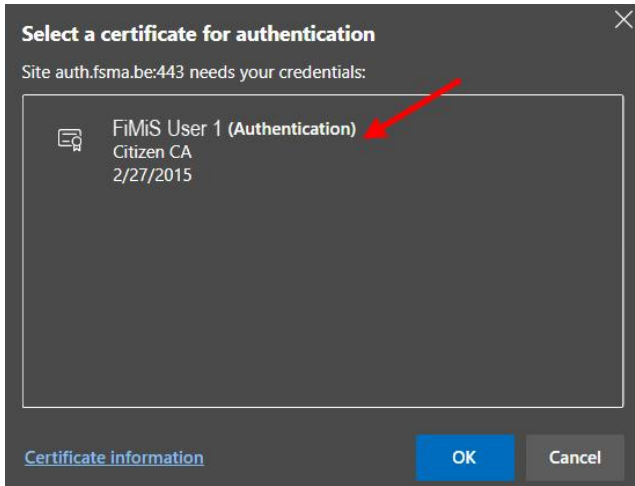 Select a certificate for authentication
Site auth.fsma.be:443 needs your credentials:
FiMiS User 1 (Authentication)
Citizen CA
2/27/2015
Certificate information
OK
Cancel